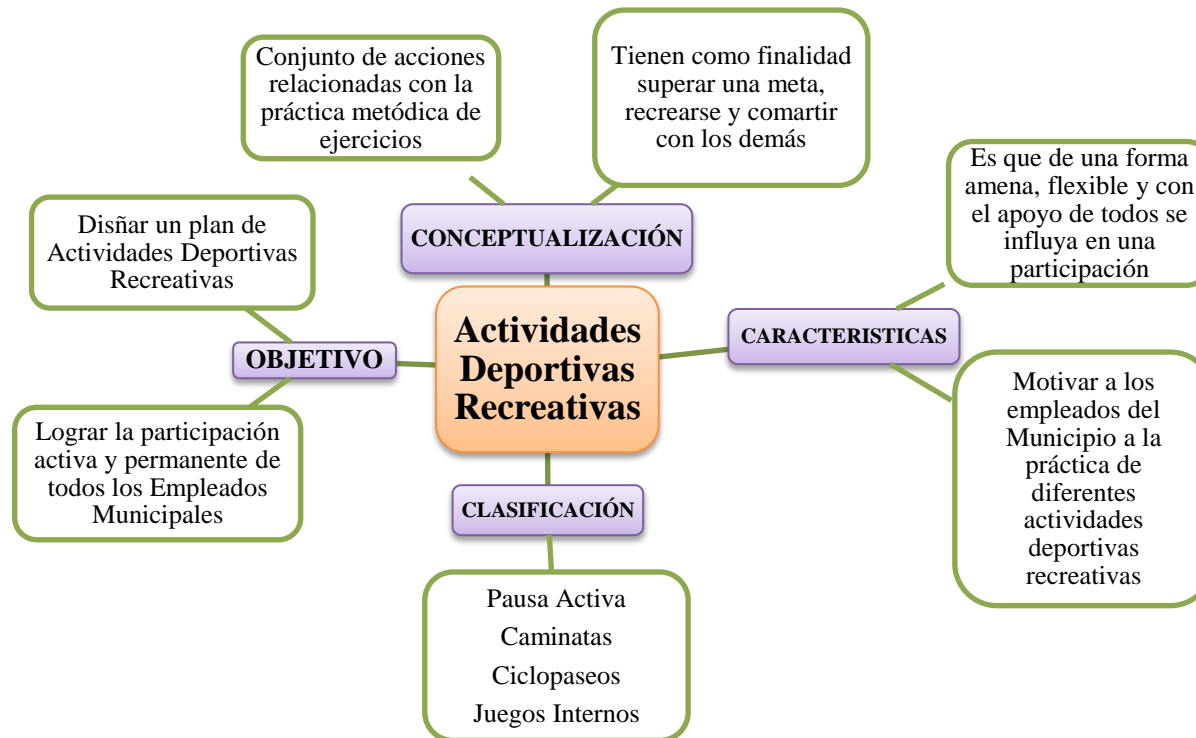 Conjunto de acciones
relacionadas con la
práctica metódica de
ejercicios
Tienen como finalidad
superar una meta,
recrearse y comartir
con los demás
CONCEPTUALIZACIÓN
Es que de una forma
amena, flexible y con
el apoyo de todos se
influya en una
participación
Disñar un plan de
Actividades Deportivas
Recreativas
OBJETIVO
Lograr la participación
activa y permanente de
todos los Empleados
Municipales
Actividades
Deportivas
Recreativas
CARACTERISTICAS
Motivar a los
empleados del
Municipio a la
práctica de
diferentes
actividades
deportivas
recreativas
CLASIFICACIÓN
Pausa Activa
Caminatas
Ciclopaseos
Juegos Internos